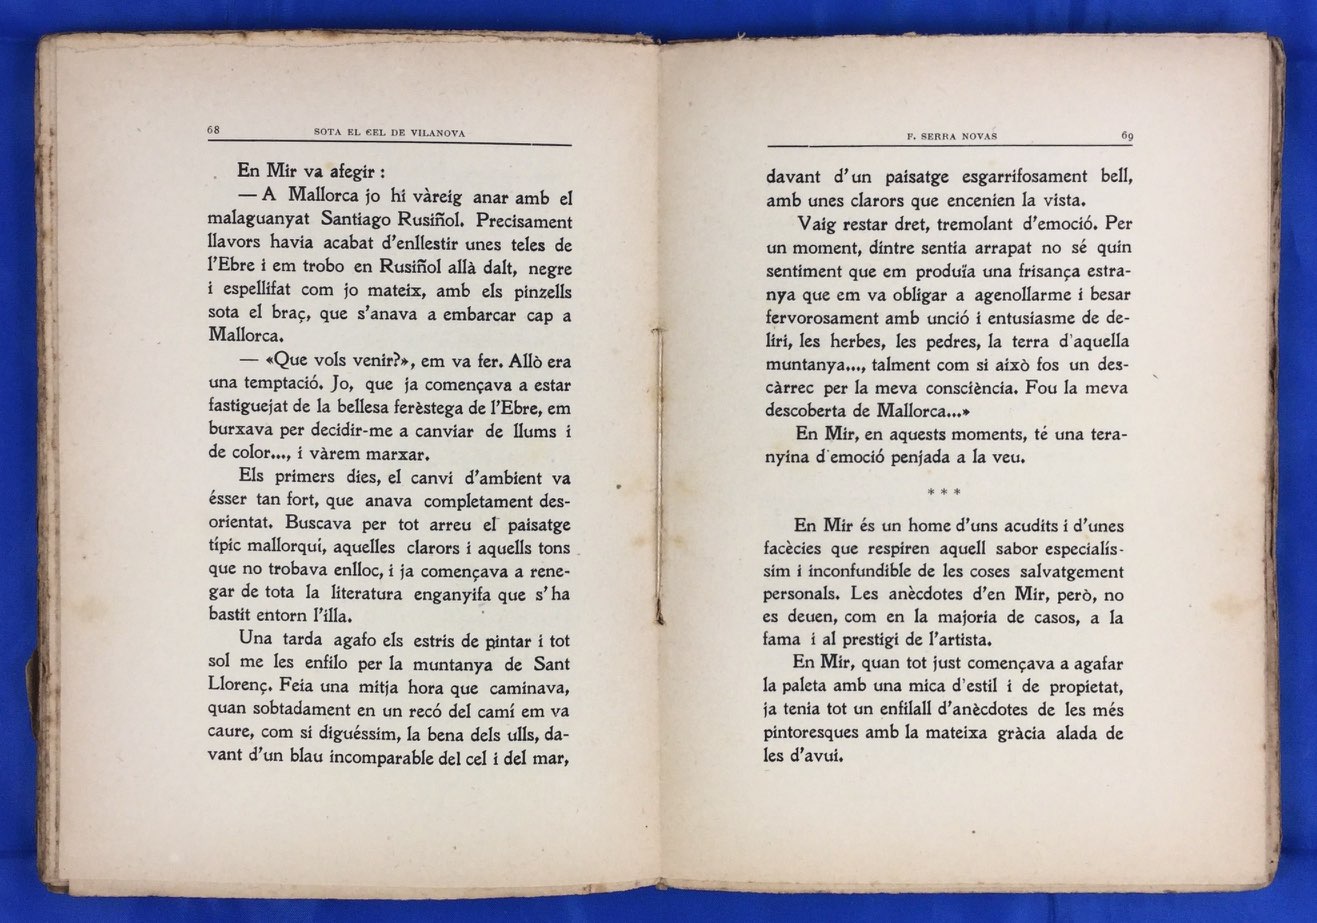 68 SOTA EL CEL DE VILANOVA
En Mir va afegir :
— A Mallorca jo hi vàreig anar amb el
malaguanyat Santiago Rusiñol. Precisament
llavors havia acabat d'enllestir unes teles de
l'Ebre i em trobo en Rusiñol allà dalt, negre
i espellifat com jo mateix, amb els pinzells
sota el braç, que s'anava a embarcar cap a
Mallorca.
— «Que vols venir?», em va fer. Allò era
una temptació. Jo, que ja començava a estar
fastiguejat de la bellesa ferèstega de l'Ebre, em
burxava per decidir-me a canviar de llums i
de color..., i vàrem marxar.
Els primers dies, el canvi d'ambient va
ésser tan fort, que anava completament des-
orientat. Buscava per tot arreu el paisatge
típic mallorquí, aquelles clarors i aquells tons
que no trobava enlloc, i ja començava a rene-
gar de tota la literatura enganyifa que s'ha
bastit entorn l'illa.
Una tarda agafo els estris de pintar i tot
sol me les enfilo per la muntanya de Sant
Llorenç. Feia una mitja hora que caminava,
quan sobtadament en un recó del camí em va
caure, com si diguéssim, la bena dels ulls, da-
vant d'un blau incomparable del cel i del mar,
F. SERRA NOVAS 69
davant d'un paisatge esgarrifosament bell,
amb unes clarors que encenien la vista.
Vaig restar dret, tremolant d'emoció. Per
un moment, dintre sentia arrapat no sé quin
sentiment que em produïa una frisança estra-
nya que em va obligar a agenollarme i besar
fervorosament amb unció i entusiasme de de-
liri, les herbes, les pedres, la terra d'aquella
muntanya..., talment com si això fos un des-
càrrec per la meva consciència. Fou la meva
descoberta de Mallorca...»
En Mir, en aquests moments, té una tera-
nyina d'emoció penjada a la veu.
* * *
En Mir és un home d'uns acudits i d'unes
facècies que respiren aquell sabor especialís-
sim i inconfundible de les coses salvatgement
personals. Les anècdotes d'en Mir, però, no
es deuen, com en la majoria de casos, a la
fama i al prestigi de l'artista.
En Mir, quan tot just començava a agafar
la paleta amb una mica d'estil i de propietat,
ja tenia tot un enfilall d'anècdotes de les més
pintoresques amb la mateixa gràcia alada de
les d'avui.